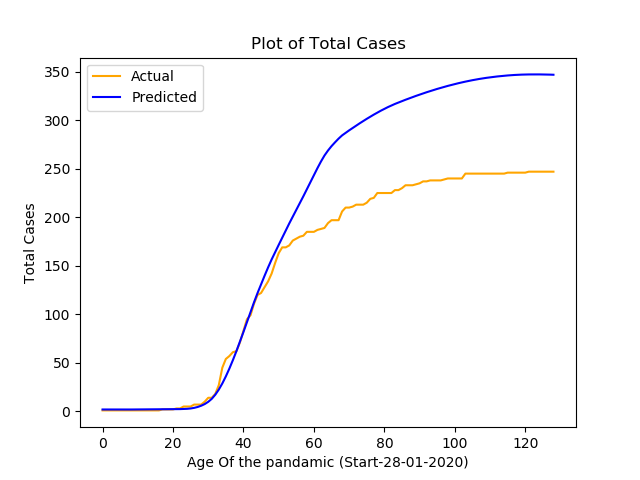 Plot of Total Cases
Actual
Predicted
350
300
250
200
150
100
50
0
Total Cases
0 20 40 60 80 100 120
Age Of the pandamic (Start-28-01-2020)